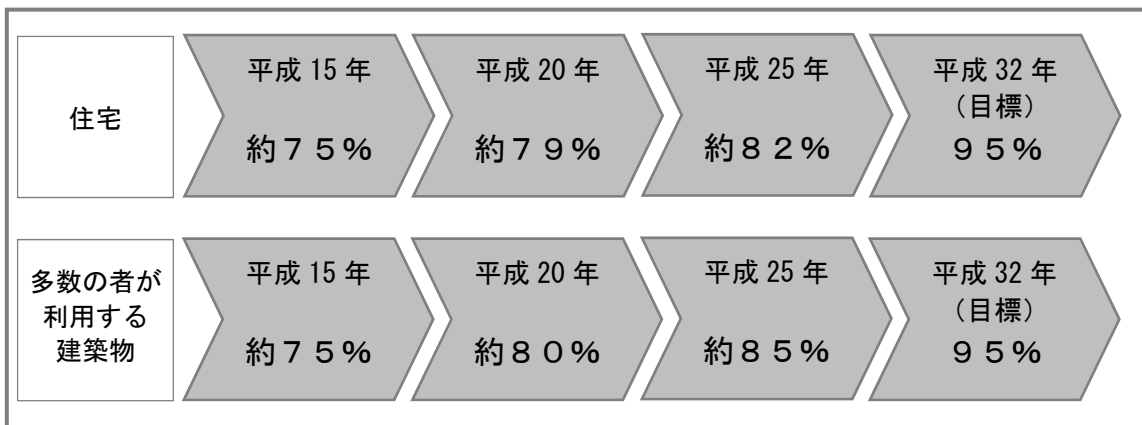 住宅
平成 15 年
約７５%
平成 20 年
約７９%
平成 25 年
約８２%
平成 32 年
（目標）
９５%
多数の者が
利用する
建築物
平成 15 年
約７５%
平成 20 年
約８０%
平成 25 年
約８５%
平成 32 年
（目標）
９５%